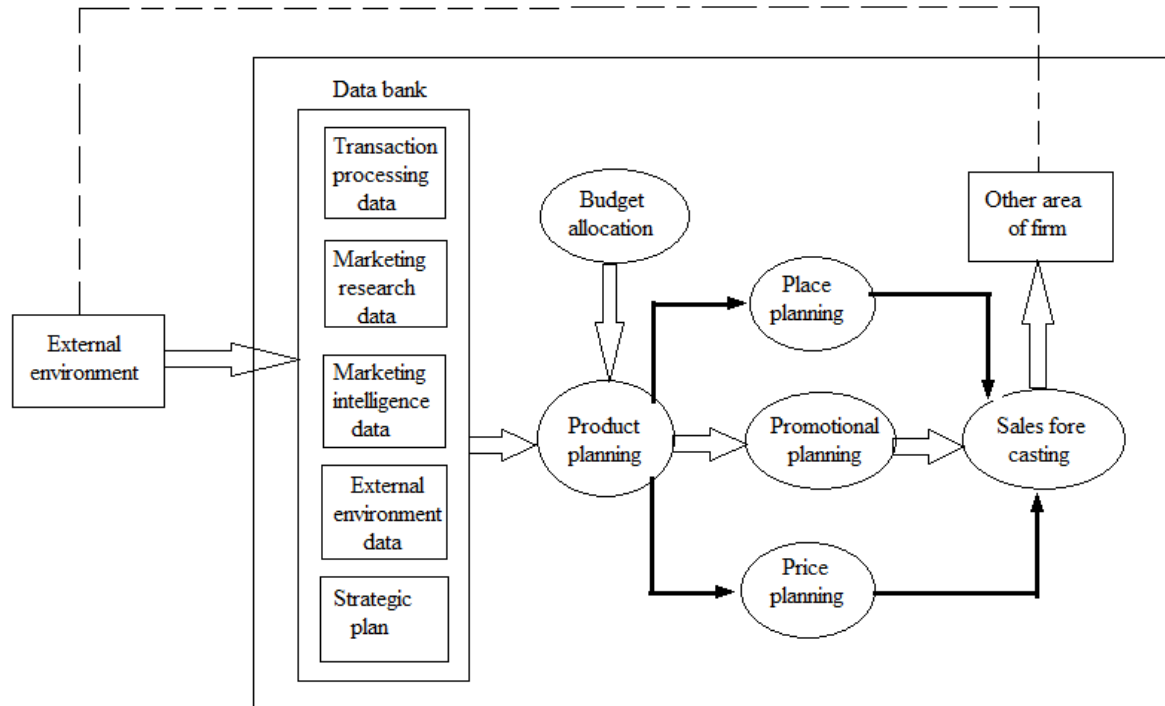 Data bank
Transaction
processing
data
Marketing
research
data
Marketing
intelligence
data
External
environment
data
Strategic
plan
External
environment
Budget
allocation
Product
planning
Place
planning
Promotional
planning
Price
planning
Sales fore
casting
Other area
of firm